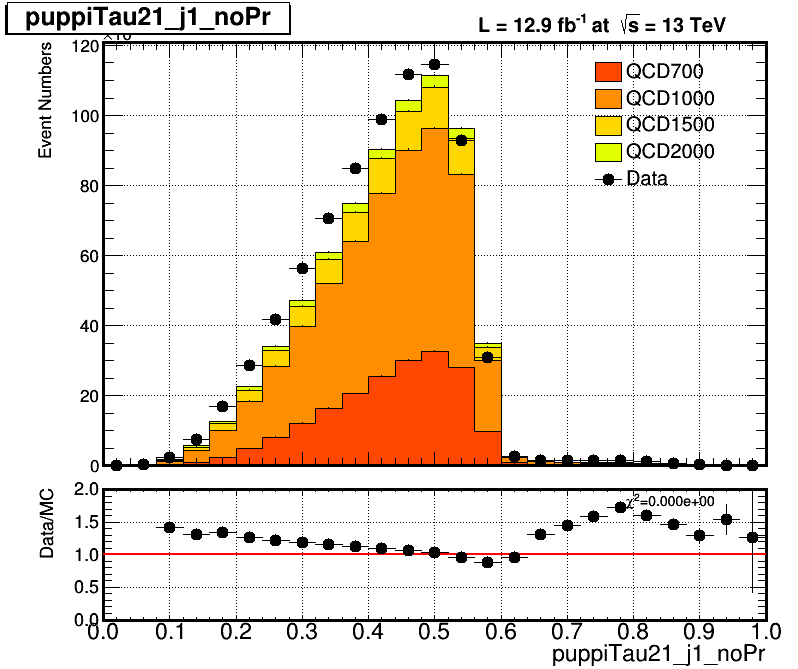 puppiTau21_j1_noPr
L = 12.9 fb⁻¹ at √s = 13 TeV
120
100
80
60
40
20
0
Event Numbers
QCD700
QCD1000
QCD1500
QCD2000
Data
2.0
1.5
1.0
0.5
0.0
Data/MC
χ²=0.000e+00
0.0 0.1 0.2 0.3 0.4 0.5 0.6 0.7 0.8 0.9 1.0
puppiTau21_j1_noPr